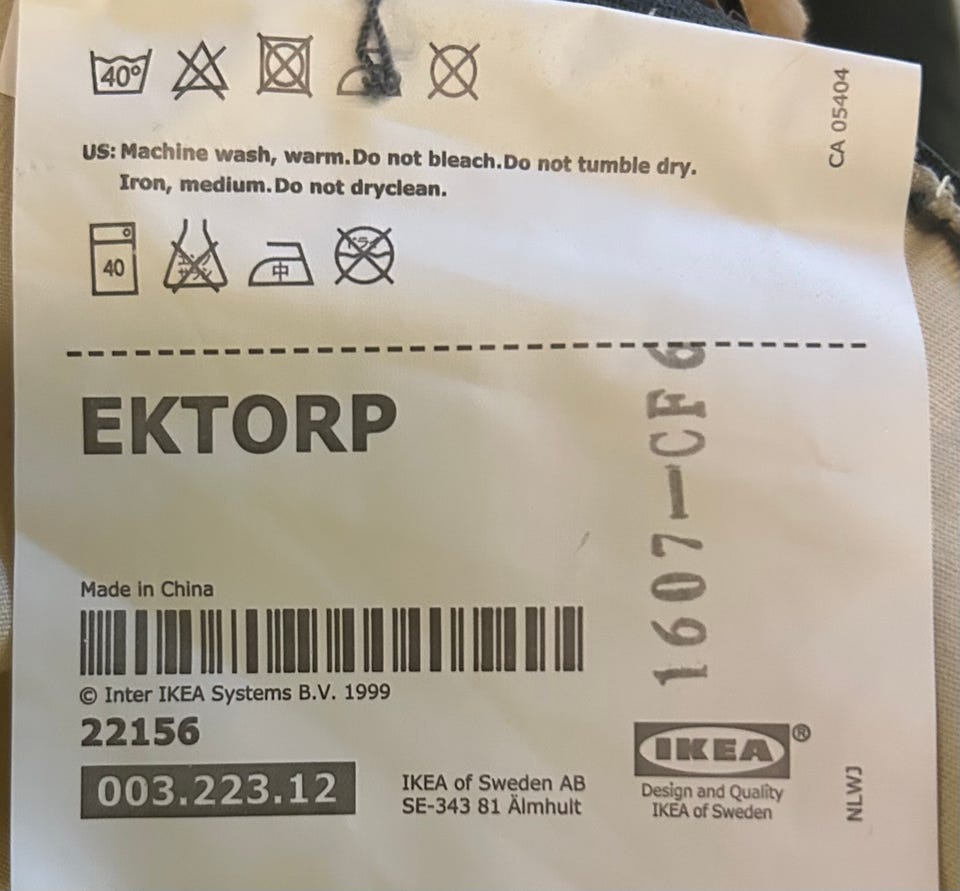 40°
CA 05404
US: Machine wash, warm.Do not bleach.Do not tumble dry.
Iron, medium.Do not dryclean.
40
中
EKTORP
1607-CF6
Made in China
© Inter IKEA Systems B.V. 1999
22156
003.223.12
IKEA of Sweden AB
SE-343 81 Älmhult
IKEA®
Design and Quality
IKEA of Sweden
NLWJ